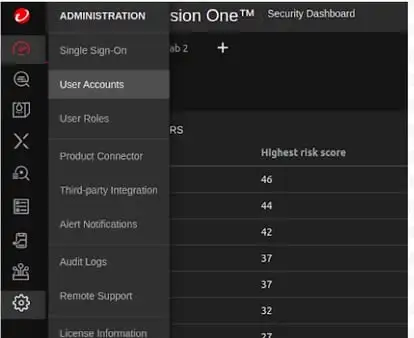 ADMINISTRATION
sion One™ Security Dashboard
Single Sign-On
ab 2 +
User Accounts
User Roles
RS
Highest risk score
Product Connector
46
Third-party Integration
44
Alert Notifications
42
Audit Logs
37
37
Remote Support
32
License Information
27